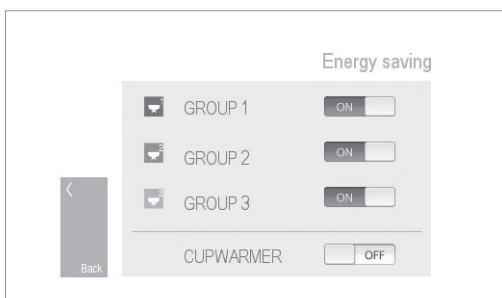 Energy saving
GROUP 1 ON
GROUP 2 ON
GROUP 3 ON
CUPWARMER OFF
Back